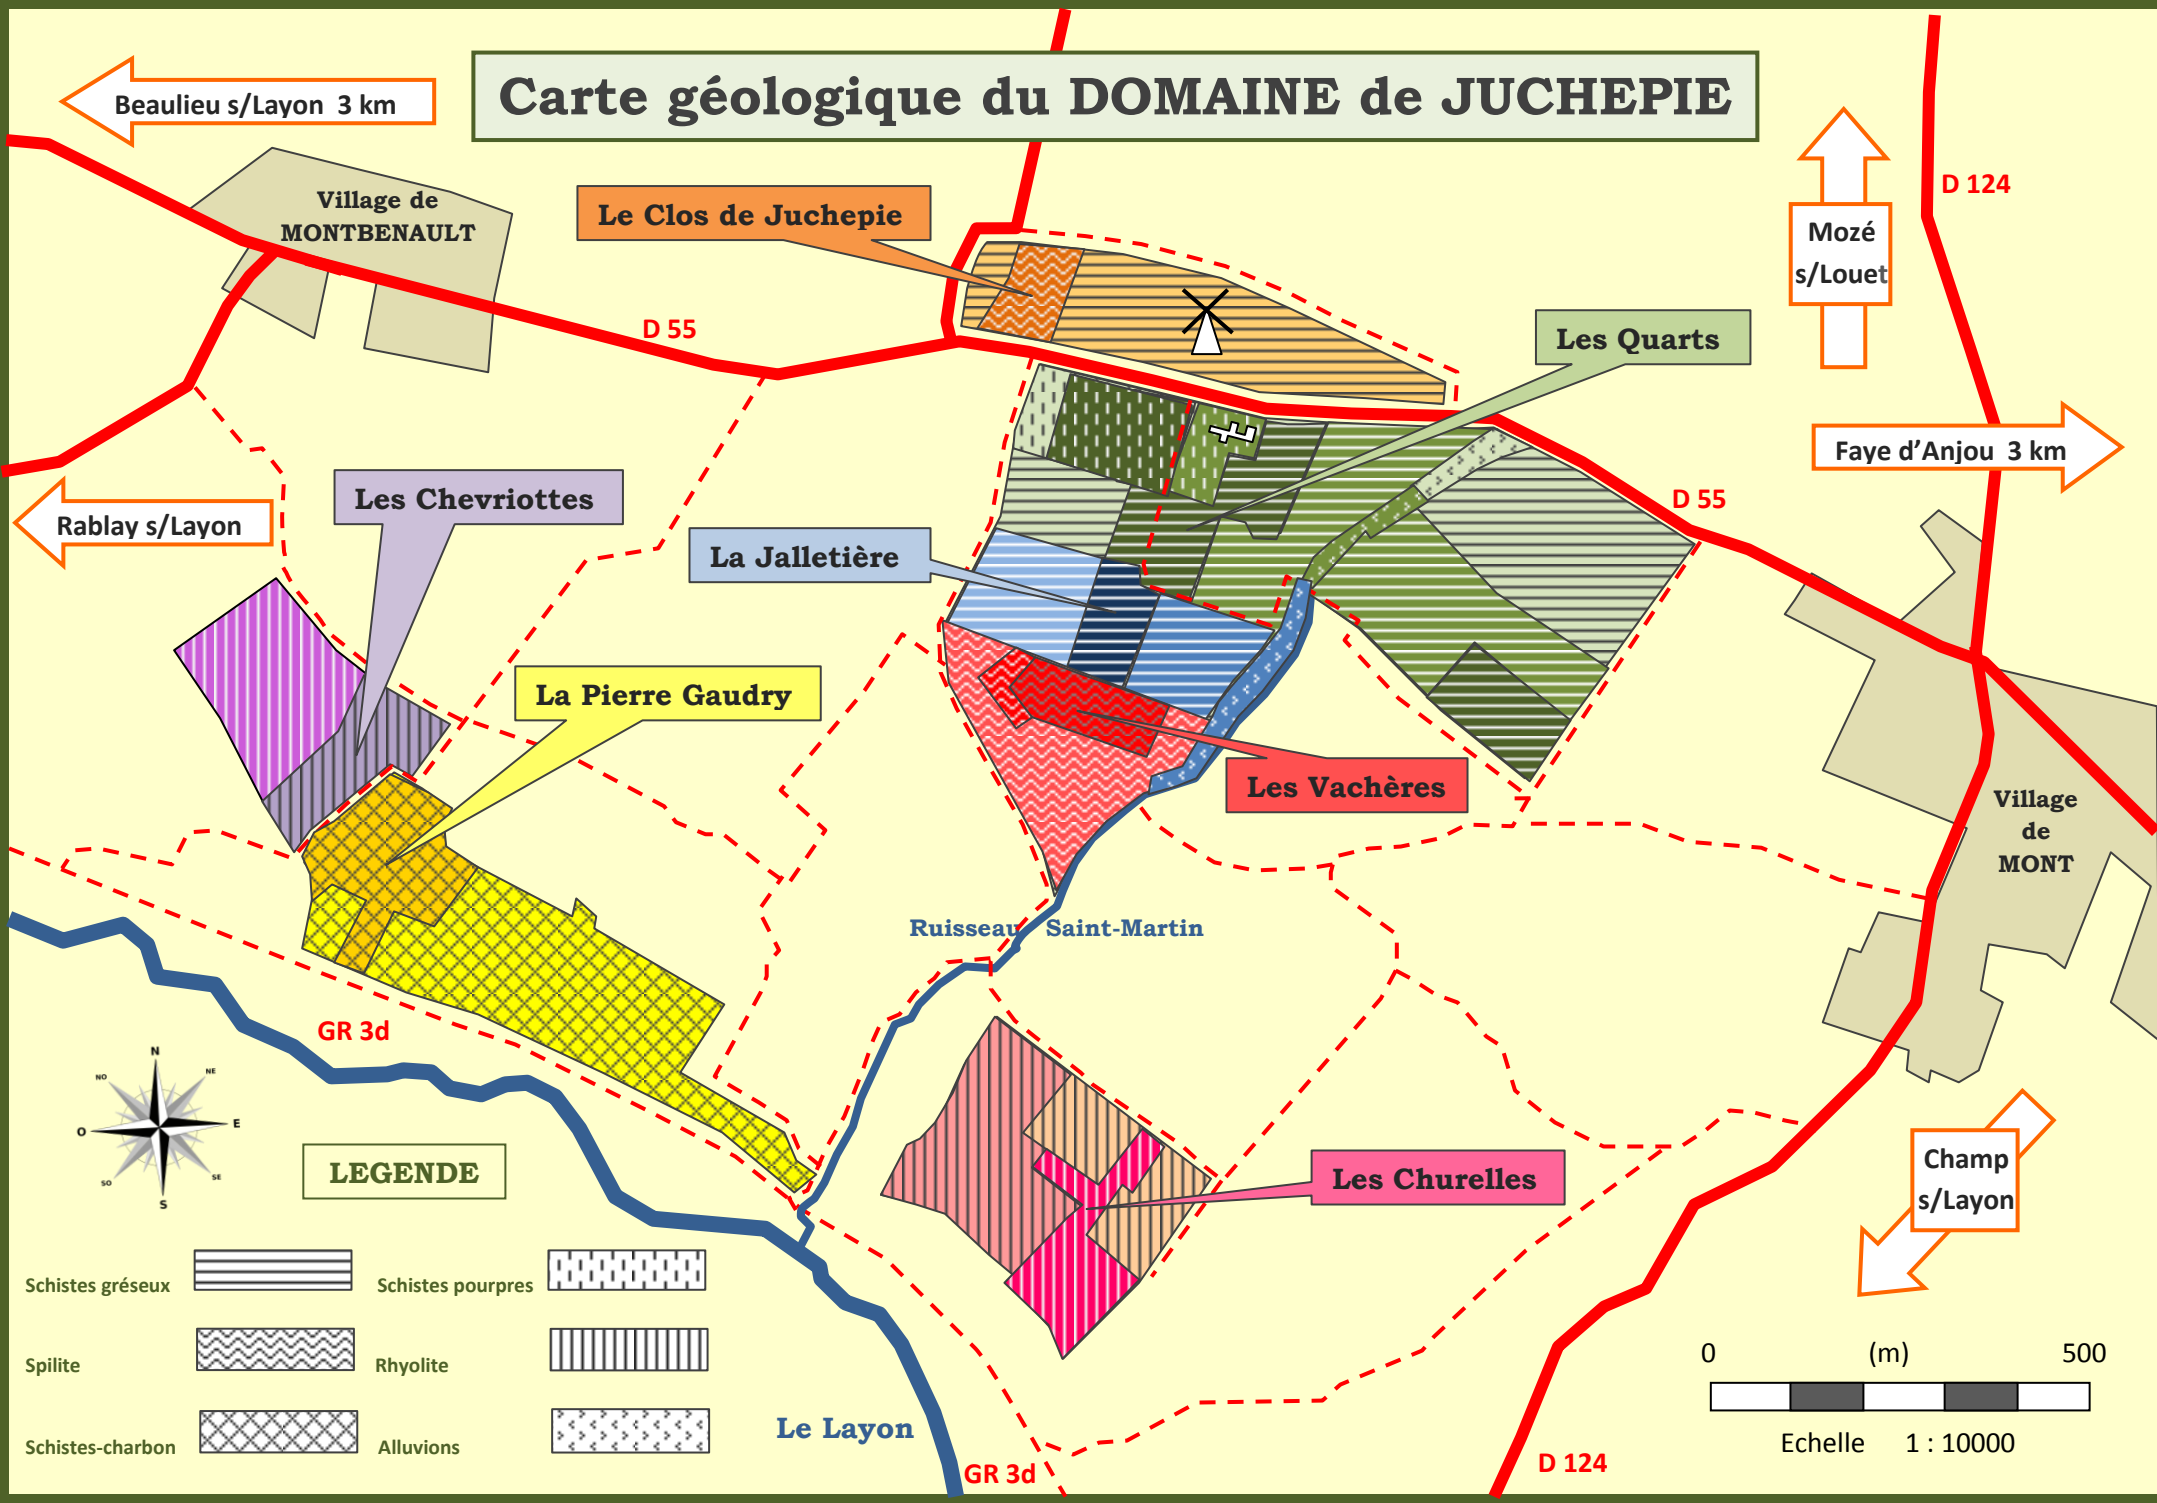 Carte géologique du DOMAINE de JUCHEPIE
Beaulieu s/Layon 3 km
Village de
MONTBENAULT
Le Clos de Juchepie
D 124
Mozé
s/Louet
D 55
Les Quarts
Faye d'Anjou 3 km
Les Chevriottes
D 55
Rablay s/Layon
La Jalletière
La Pierre Gaudry
Les Vachères
Village
de
MONT
Ruisseau Saint-Martin
GR 3d
N
NO
NE
O
E
SO
SE
S
LEGENDE
Les Churelles
Champ
s/Layon
Schistes gréseux
Schistes pourpres
Spilite
Rhyolite
Schistes-charbon
Alluvions
Le Layon
GR 3d
D 124
0 (m) 500
Echelle 1 : 10000